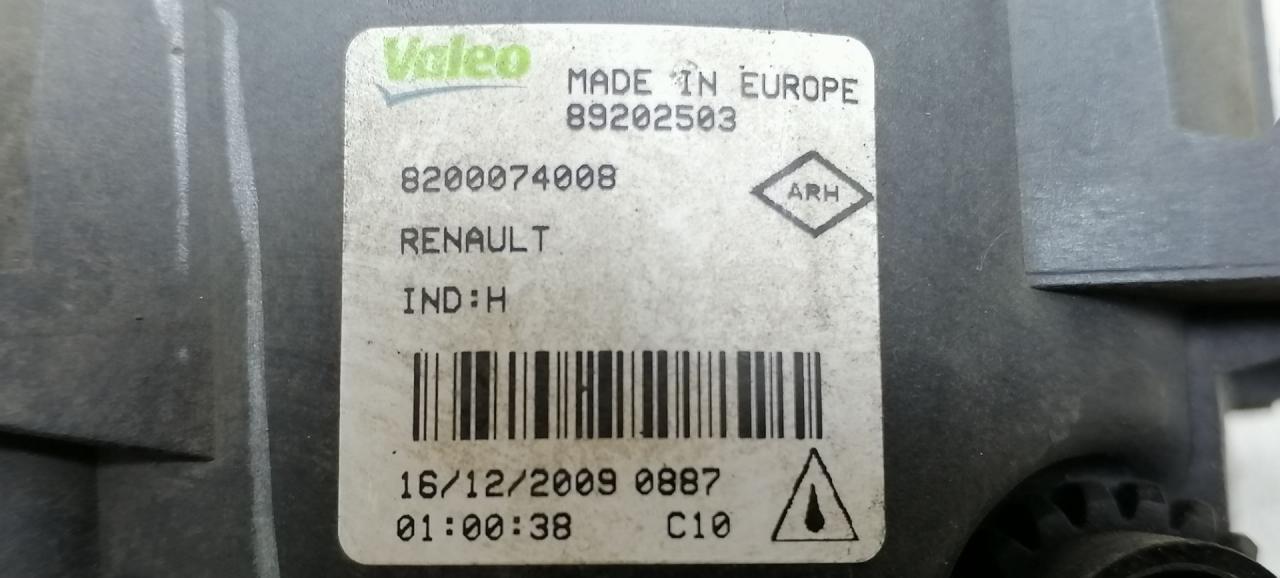 Valeo
MADE IN EUROPE
89202503
8200074008
ARH
RENAULT
IND:H
16/12/2009 0887
01:00:38 C10